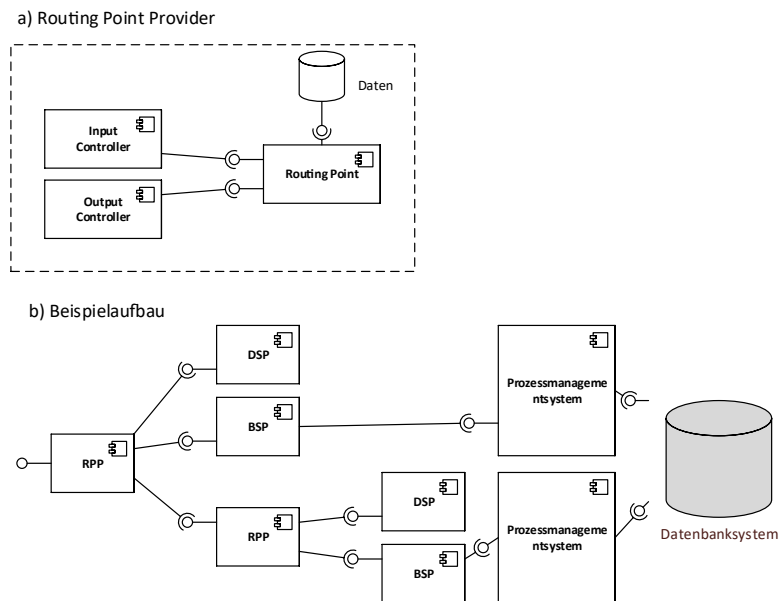 a) Routing Point Provider
Daten
Input
Controller
Routing Point
Output
Controller
b) Beispielaufbau
DSP
Prozessmanageme
ntsystem
BSP
RPP
DSP
RPP
Prozessmanageme
ntsystem
BSP
Datenbanksystem